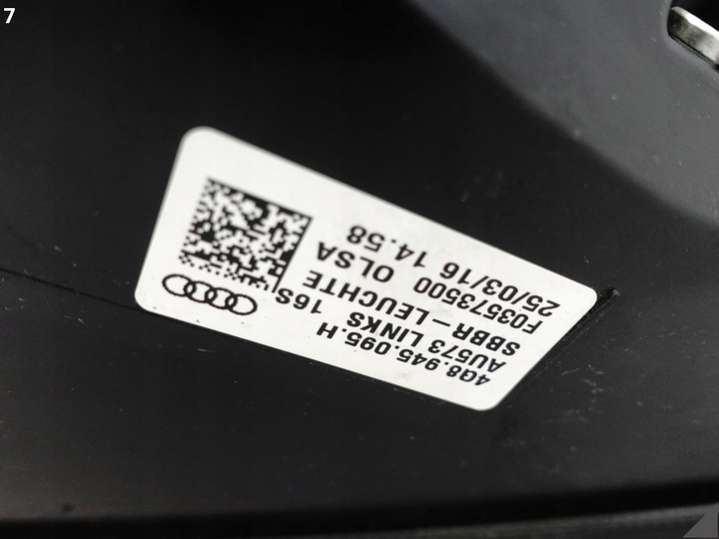 7
4G8.945.095.H
AU573 LINKS 16S
SBBR-LEUCHTE
F03573500 OLSA
25/03/16 14.58